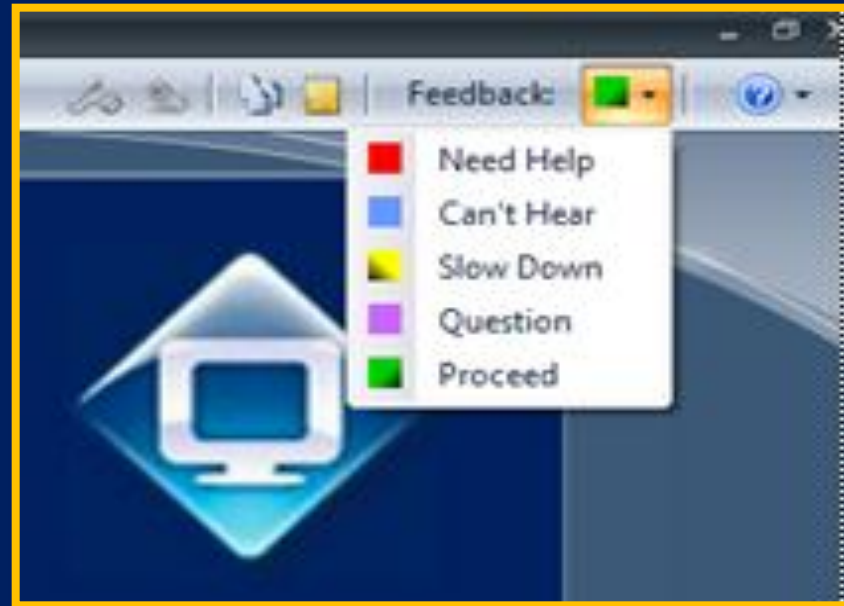 Feedback:
Need Help
Can't Hear
Slow Down
Question
Proceed